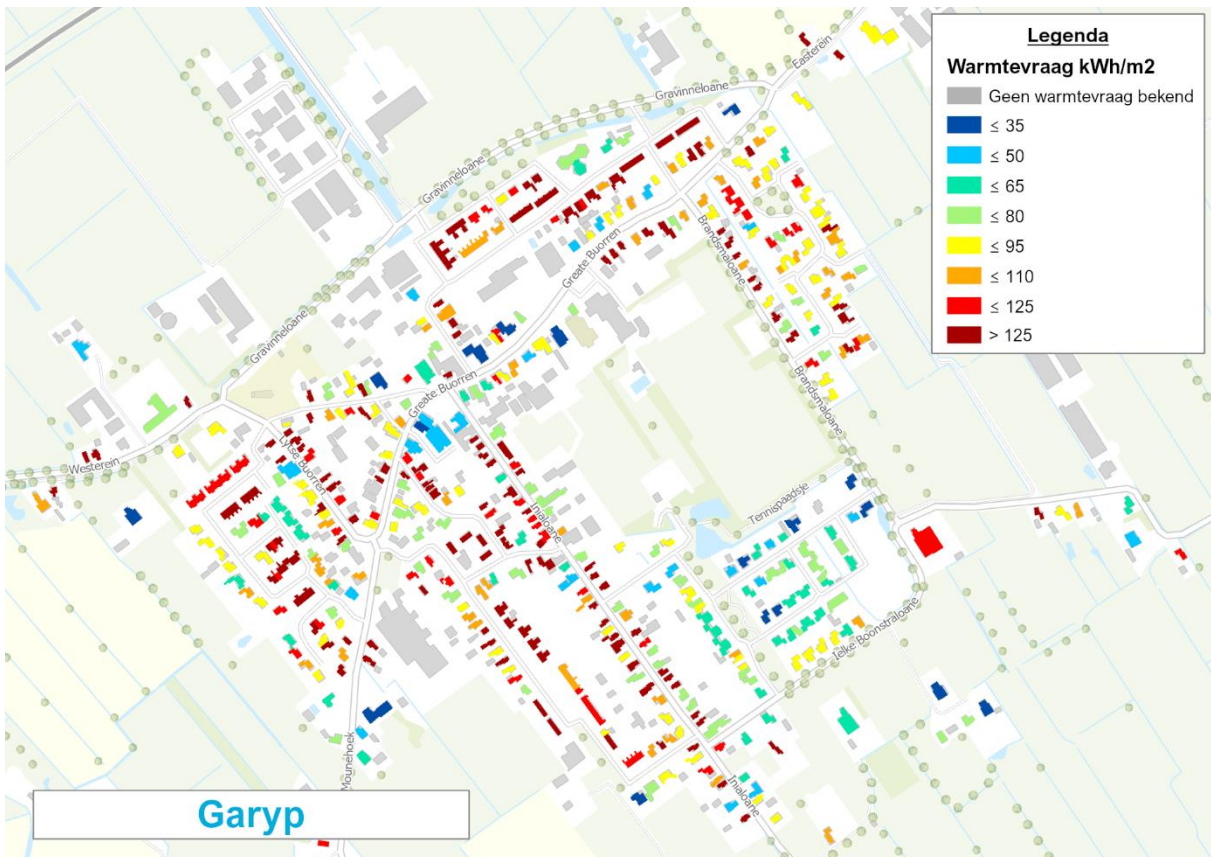 Legenda
Warmtevraag kWh/m2
Geen warmtevraag bekend
≤ 35
≤ 50
≤ 65
≤ 80
≤ 95
≤ 110
≤ 125
> 125
Easterein
Gravinneloane
Gravinneloane
Gravinneloane
Greate Buorren
Brandsmaloane
Greate Buorren
Brandsmaloane
Westerein
Lytse Buorren
Inialoane
Tennispaadsje
Ielke Boonstraloane
Mounehoek
Inialoane
Garyp